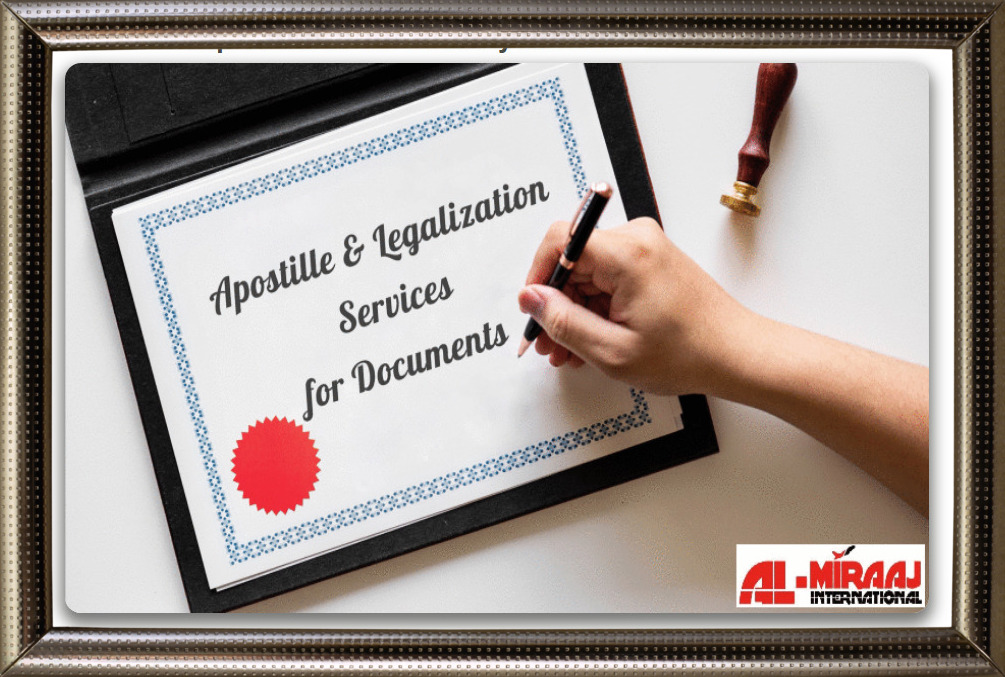 Apostille & Legalization
Services
for Documents
AL-MIRAAJ
INTERNATIONAL